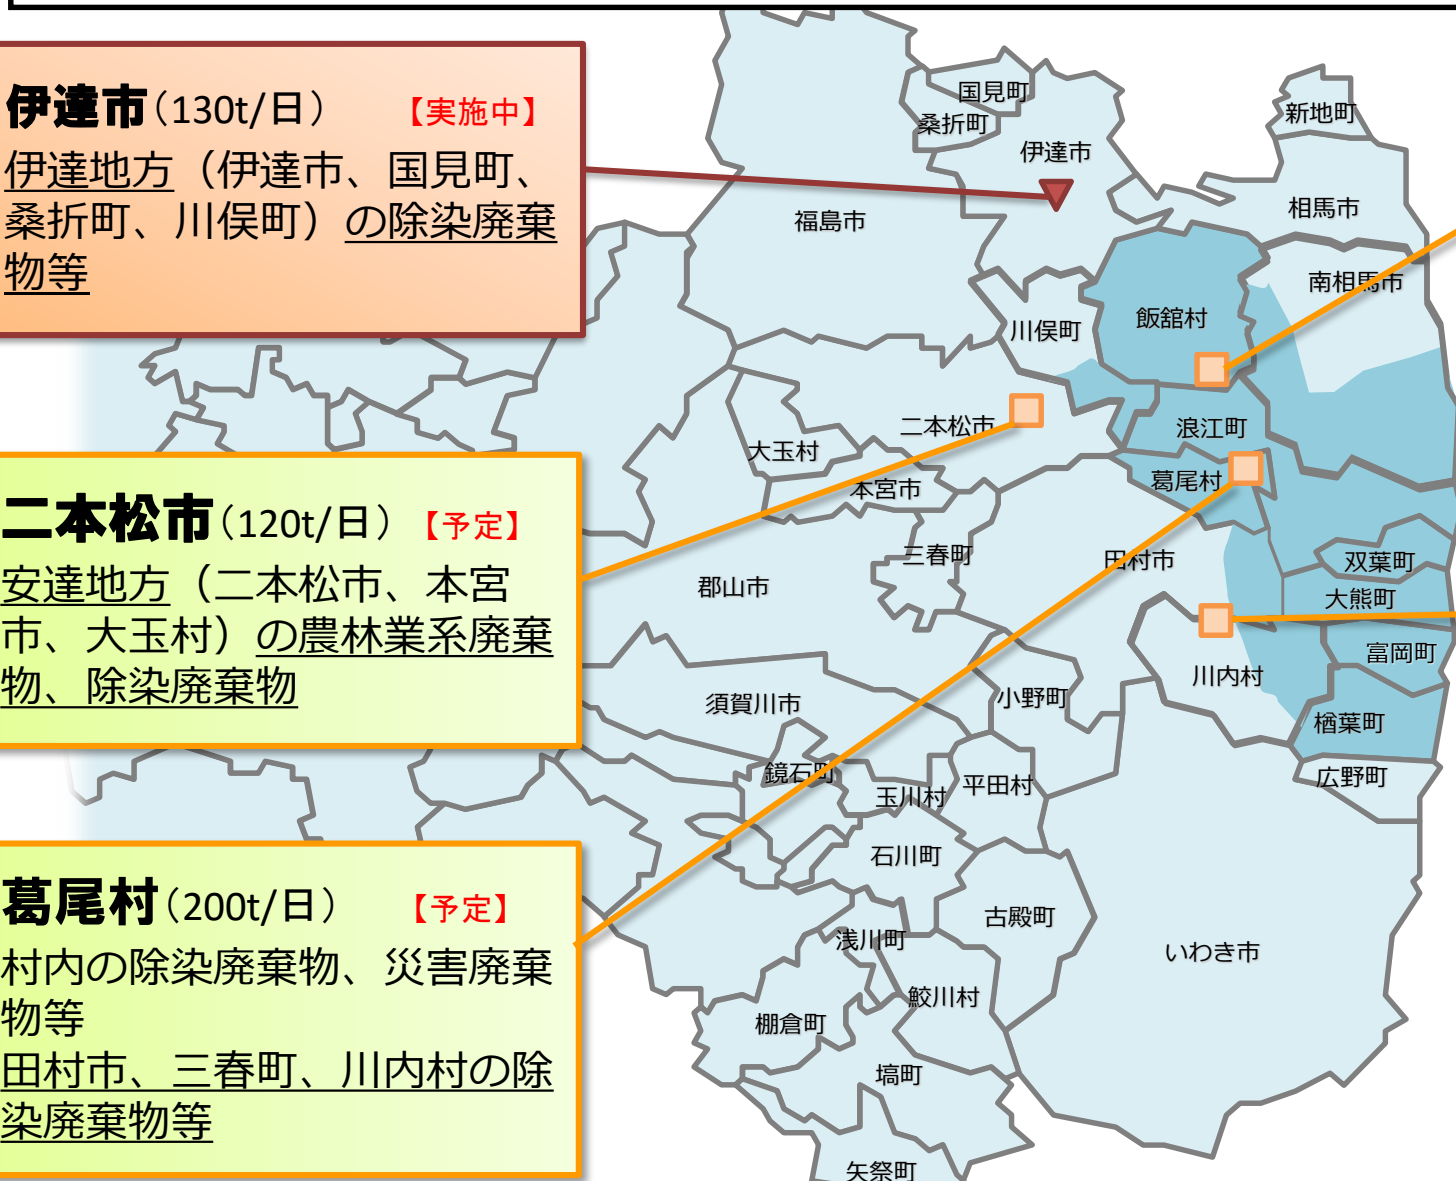 伊達市(130t/日) 【実施中】
伊達地方（伊達市、国見町、
桑折町、川俣町）の除染廃棄
物等
二本松市(120t/日) 【予定】
安達地方（二本松市、本宮
市、大玉村）の農林業系廃棄
物、除染廃棄物
葛尾村(200t/日) 【予定】
村内の除染廃棄物、災害廃棄
物等
田村市、三春町、川内村の除
染廃棄物等
国見町
桑折町
伊達市
新地町
相馬市
福島市
南相馬市
飯舘村
川俣町
二本松市
浪江町
大玉村
葛尾村
本宮市
三春町
田村市
双葉町
郡山市
大熊町
富岡町
川内村
小野町
須賀川市
楢葉町
鏡石町
広野町
玉川村
平田村
石川町
古殿町
浅川町
いわき市
鮫川村
棚倉町
塙町
矢祭町